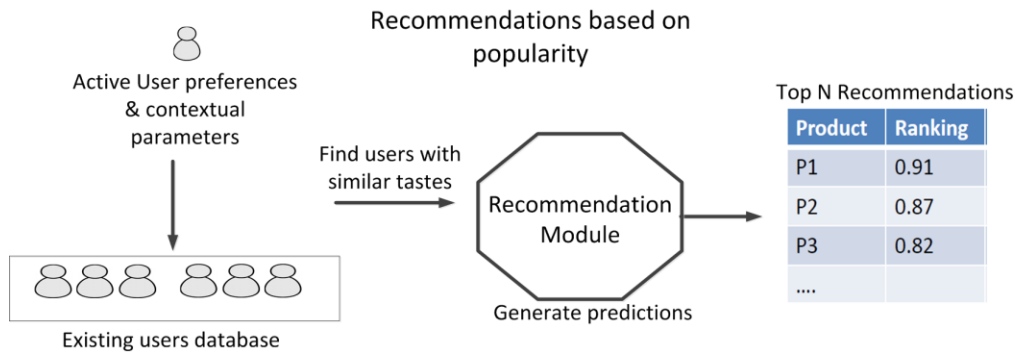 Recommendations based on
popularity
Active User preferences
& contextual
parameters
Find users with
similar tastes
Existing users database
Recommendation
Module
Generate predictions
Top N Recommendations
Product Ranking
P1 0.91
P2 0.87
P3 0.82
....